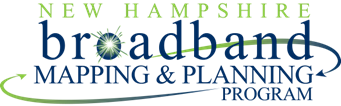 NEW HAMPSHIRE
broadband
MAPPING & PLANNING
PROGRAM